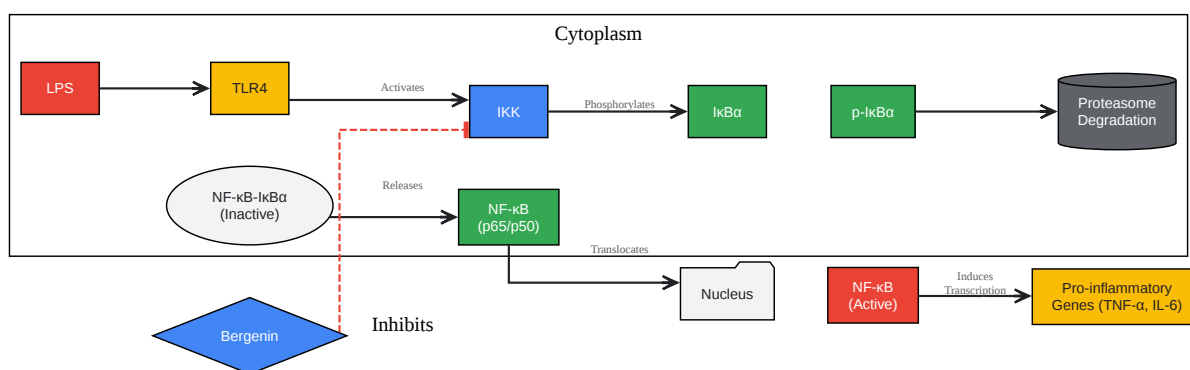 Cytoplasm
LPS
TLR4
Activates
IKK
Phosphorylates
IκBα
p-IκBα
Proteasome
Degradation
NF-κB-IκBα
(Inactive)
Releases
NF-κB
(p65/p50)
Translocates
Nucleus
NF-κB
(Active)
Induces
Transcription
Pro-inflammatory
Genes (TNF-α, IL-6)
Bergenin
Inhibits